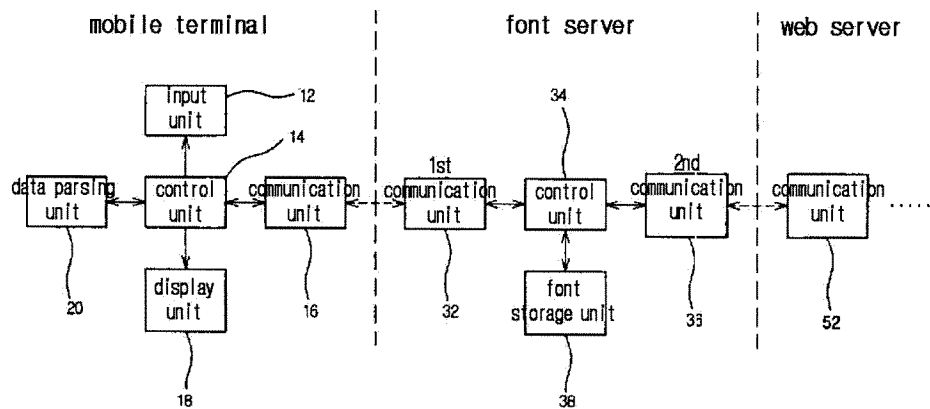 mobile terminal
font server
web server
input unit
12
14
data parsing unit
control unit
communication unit
20
display unit
18
16
1st communication unit
32
34
control unit
font storage unit
38
2nd communication unit
36
communication unit
52
.....